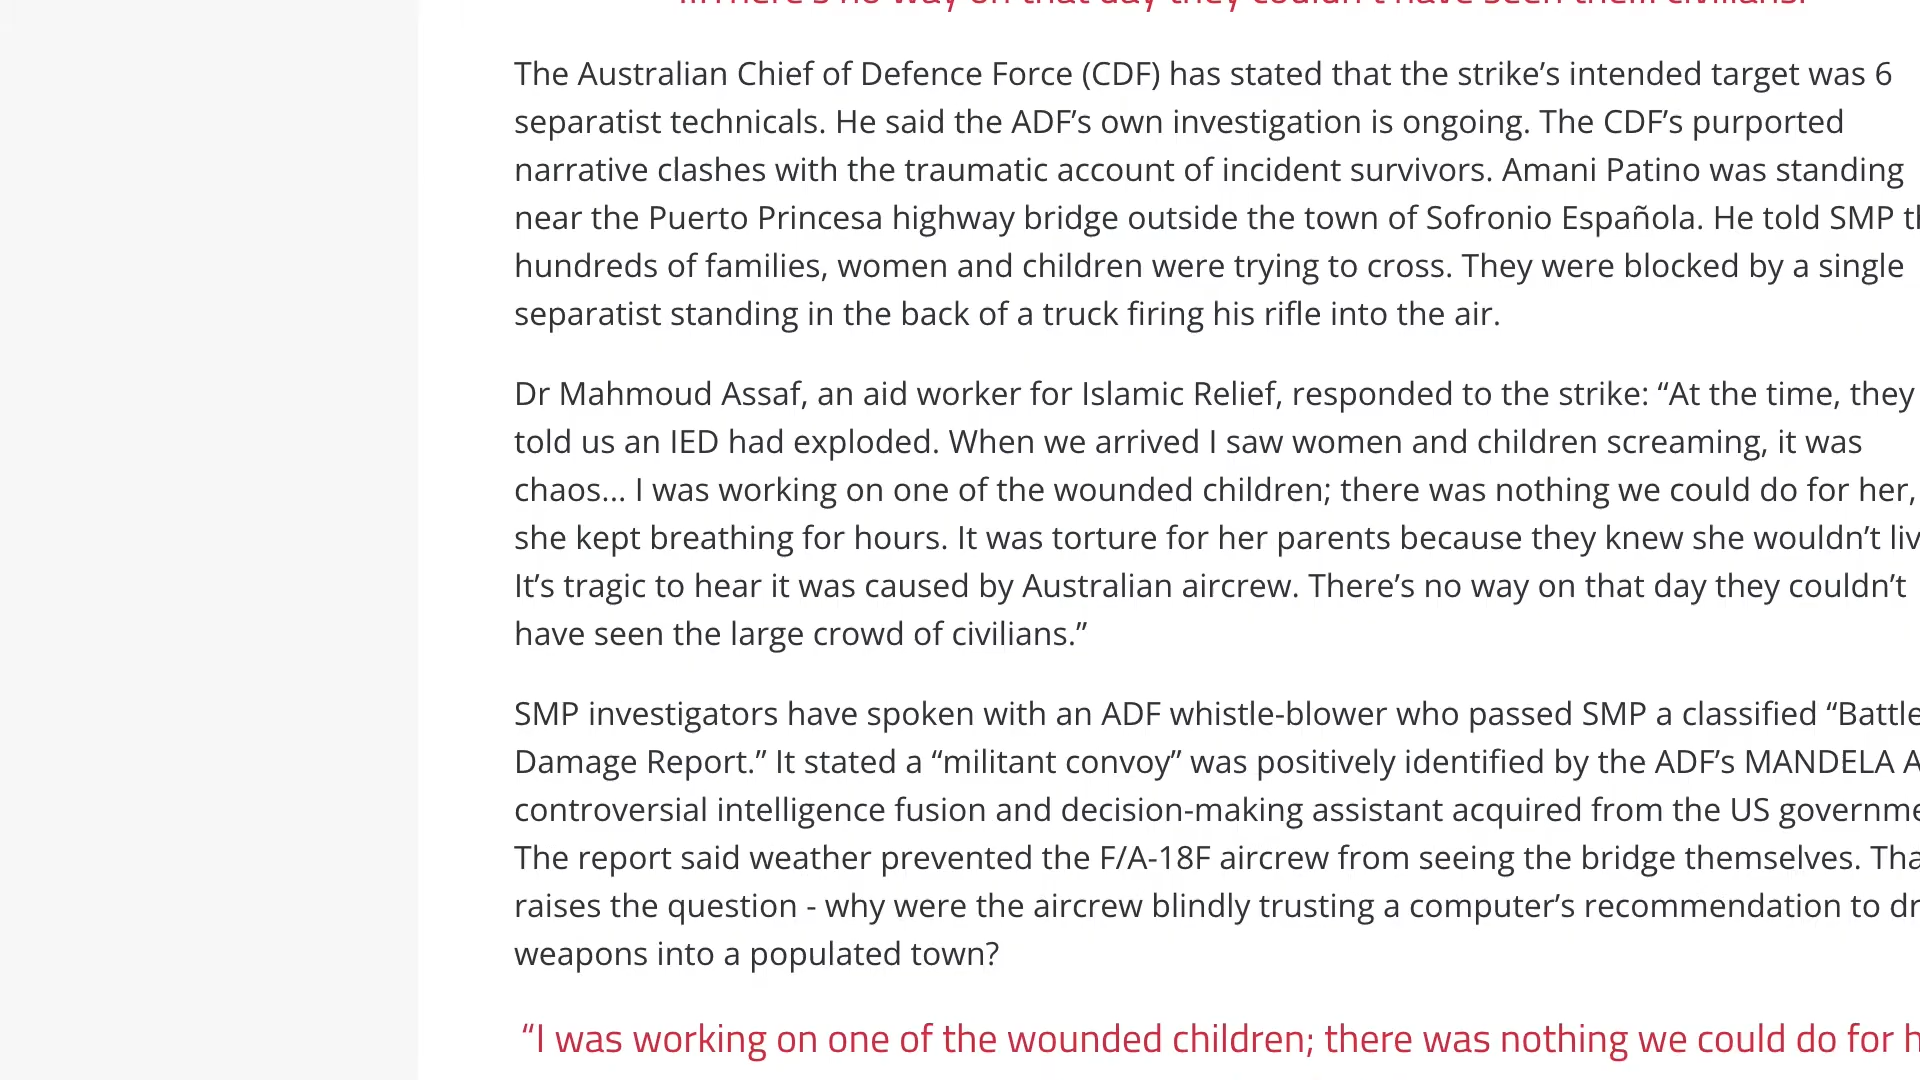 ...There's no way on that day they couldn't have seen them civilians.
The Australian Chief of Defence Force (CDF) has stated that the strike’s intended target was 6
separatist technicals. He said the ADF’s own investigation is ongoing. The CDF’s purported
narrative clashes with the traumatic account of incident survivors. Amani Patino was standing
near the Puerto Princesa highway bridge outside the town of Sofronio Española. He told SMP
hundreds of families, women and children were trying to cross. They were blocked by a single
separatist standing in the back of a truck firing his rifle into the air.
Dr Mahmoud Assaf, an aid worker for Islamic Relief, responded to the strike: “At the time, they
told us an IED had exploded. When we arrived I saw women and children screaming, it was
chaos... I was working on one of the wounded children; there was nothing we could do for her,
she kept breathing for hours. It was torture for her parents because they knew she wouldn’t
It’s tragic to hear it was caused by Australian aircrew. There’s no way on that day they couldn’t
have seen the large crowd of civilians.”
SMP investigators have spoken with an ADF whistle-blower who passed SMP a classified “Battle
Damage Report.” It stated a “militant convoy” was positively identified by the ADF’s MANDELA
controversial intelligence fusion and decision-making assistant acquired from the US
The report said weather prevented the F/A-18F aircrew from seeing the bridge themselves.
raises the question - why were the aircrew blindly trusting a computer’s recommendation to
weapons into a populated town?
“I was working on one of the wounded children; there was nothing we could do for